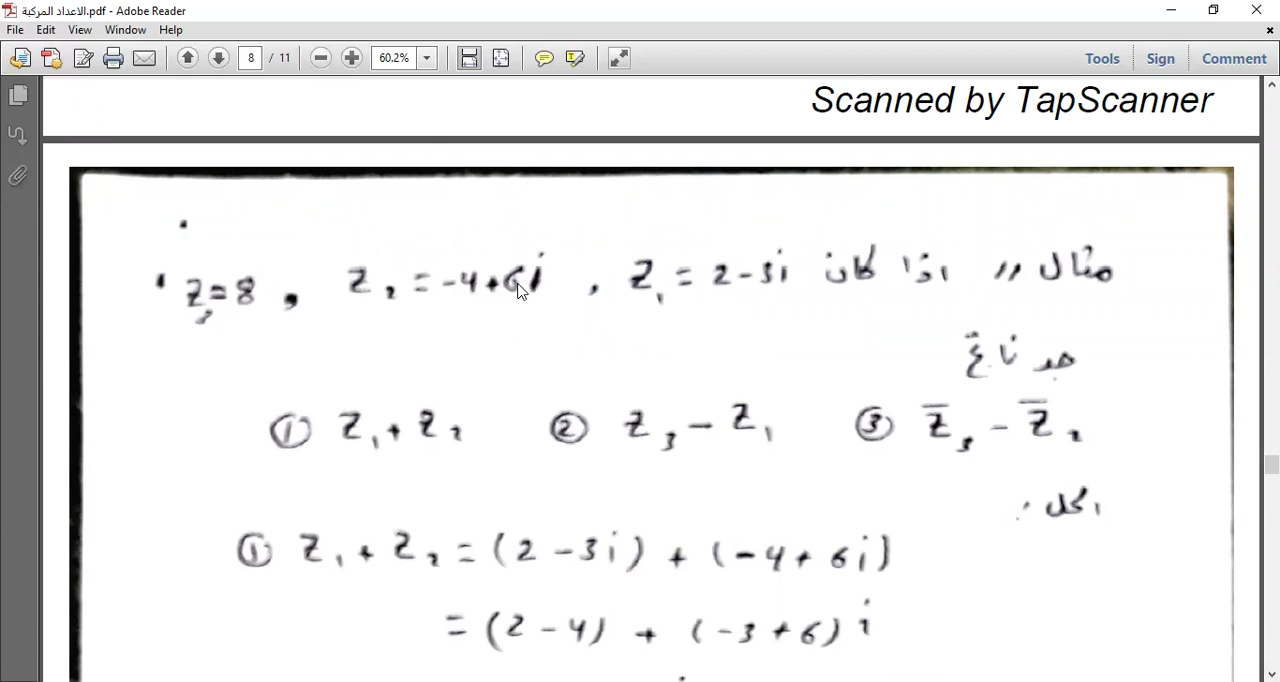 الاعداد المركبة.pdf - Adobe Reader
File Edit View Window Help
8 / 11 60.2% Tools Sign Comment
Scanned by TapScanner
مثال // اذا كان Z₁ = 2-3i , Z₂ = -4+6i , Z₃=8
جد ناتج
① Z₁ + Z₂ ② Z₃ - Z₁ ③ Z̄₃ - Z̄₂
الحل
① Z₁ + Z₂ = (2 - 3i) + (-4 + 6i)
= (2 - 4) + (-3 + 6) i